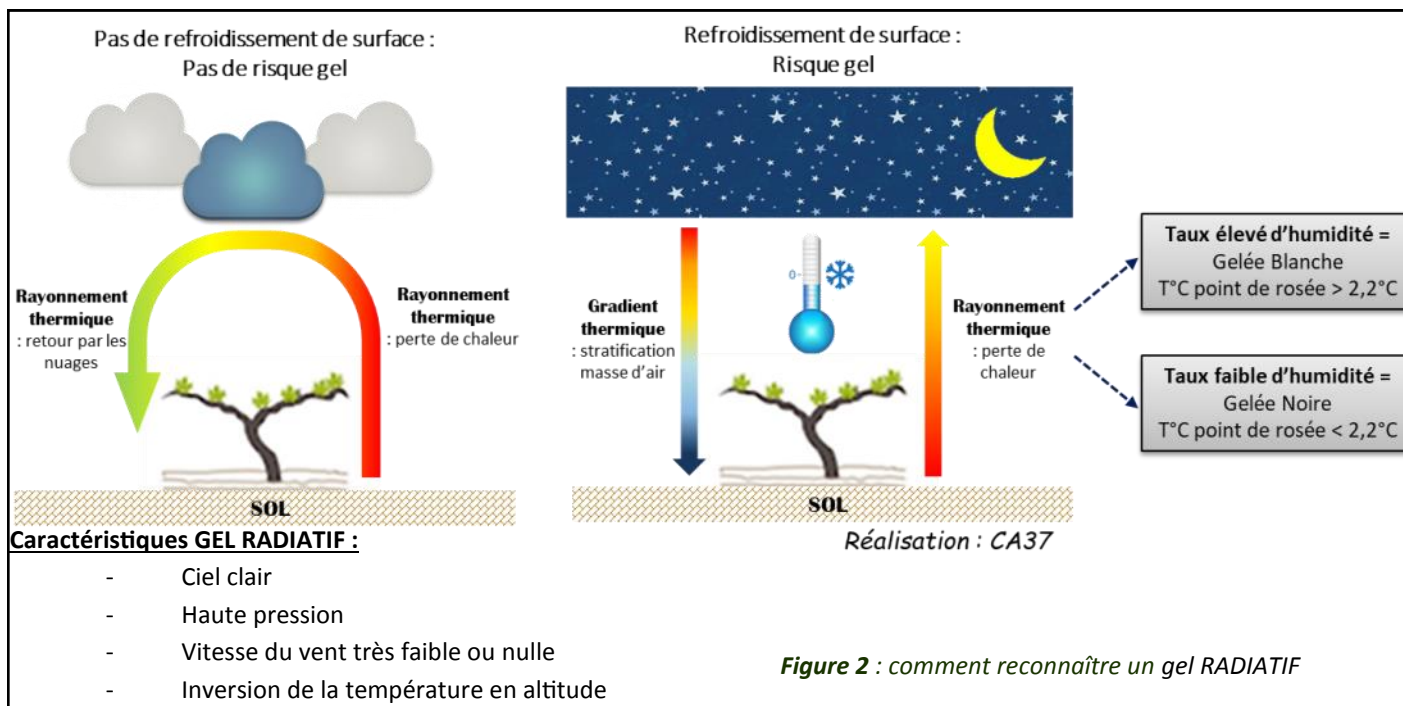 Pas de refroidissement de surface :
Pas de risque gel
Rayonnement
thermique
: retour par les
nuages
Rayonnement
thermique
: perte de chaleur
SOL
Refroidissement de surface :
Risque gel
0-
Gradient
thermique
: stratification
masse d'air
Rayonnement
thermique
: perte de
chaleur
SOL
Taux élevé d'humidité =
Gelée Blanche
T°C point de rosée > 2,2°C
Taux faible d'humidité =
Gelée Noire
T°C point de rosée < 2,2°C
Réalisation : CA37
Caractéristiques GEL RADIATIF :
- Ciel clair
- Haute pression
- Vitesse du vent très faible ou nulle
- Inversion de la température en altitude
Figure 2 : comment reconnaître un gel RADIATIF